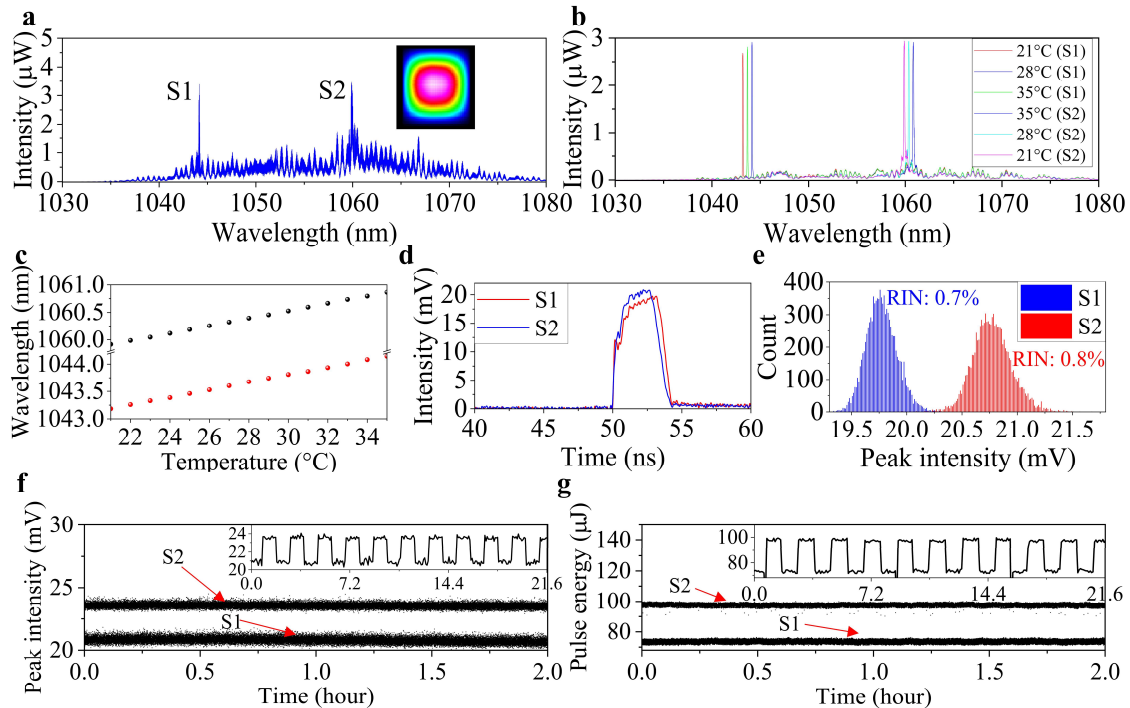 a
Intensity (μW)
5
4
3
2
1
0
S1
S2
1030 1040 1050 1060 1070 1080
Wavelength (nm)
b
Intensity (μW)
3
2
1
0
21°C (S1)
28°C (S1)
35°C (S1)
35°C (S2)
28°C (S2)
21°C (S2)
1030 1040 1050 1060 1070 1080
Wavelength (nm)
c
Wavelength (nm)
1061.0
1060.5
1060.0
1044.0
1043.5
1043.0
22 24 26 28 30 32 34
Temperature (°C)
d
Intensity (mV)
20
15
10
5
0
S1
S2
40 45 50 55 60
Time (ns)
e
Count
400
300
200
100
0
RIN: 0.7%
S1
S2
RIN: 0.8%
19.5 20.0 20.5 21.0 21.5
Peak intensity (mV)
f
Peak intensity (mV)
30
25
20
S2
S1
24
22
20
0.0 7.2 14.4 21.6
0.0 0.5 1.0 1.5 2.0
Time (hour)
g
Pulse energy (μJ)
140
120
100
80
S2
S1
100
80
0.0 7.2 14.4 21.6
0.0 0.5 1.0 1.5 2.0
Time (hour)